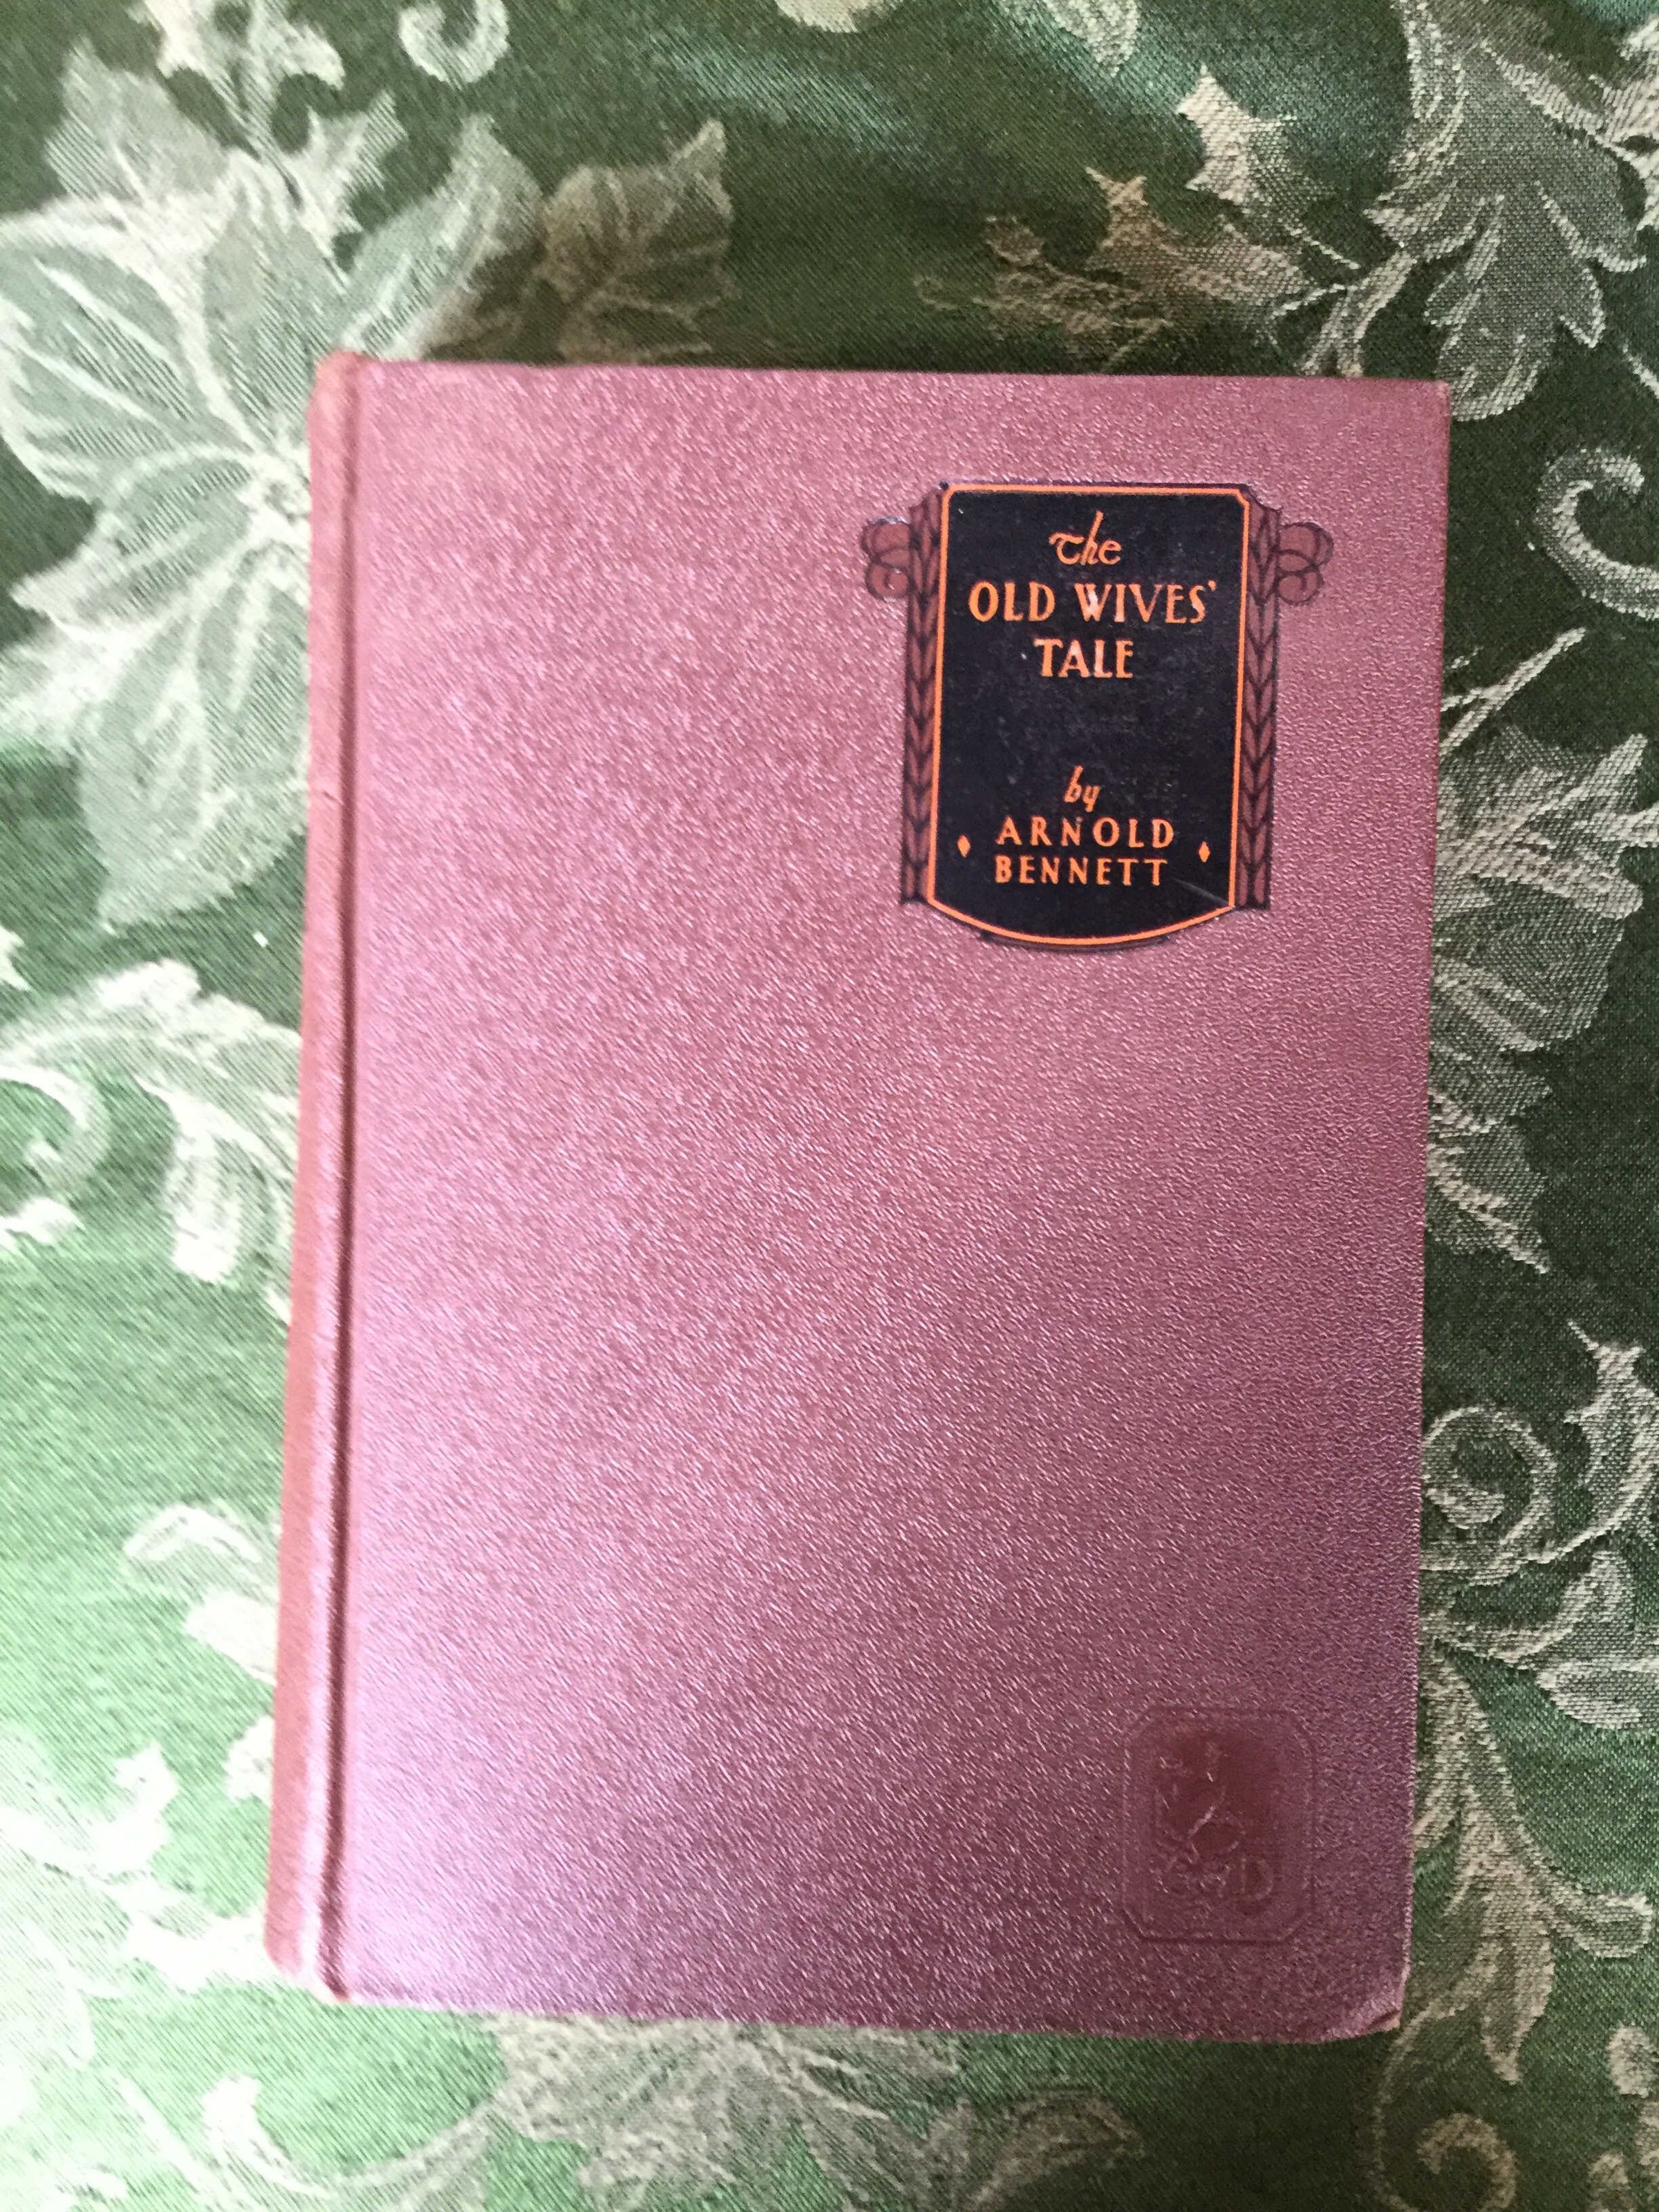 The
OLD WIVES'
TALE
by
ARNOLD
BENNETT